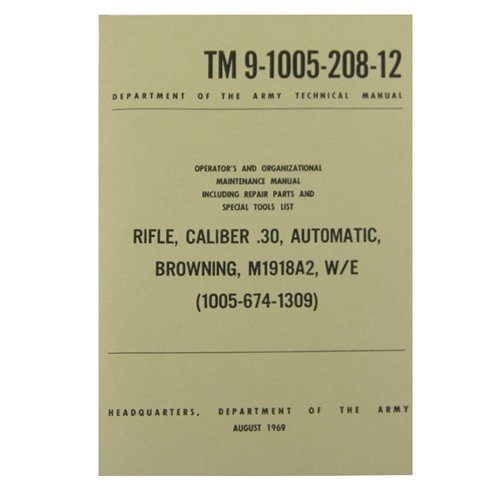 TM 9-1005-208-12
DEPARTMENT OF THE ARMY TECHNICAL MANUAL
OPERATOR'S AND ORGANIZATIONAL
MAINTENANCE MANUAL
INCLUDING REPAIR PARTS AND
SPECIAL TOOLS LIST
RIFLE, CALIBER .30, AUTOMATIC,
BROWNING, M1918A2, W/E
(1005-674-1309)
HEADQUARTERS, DEPARTMENT OF THE ARMY
AUGUST 1969